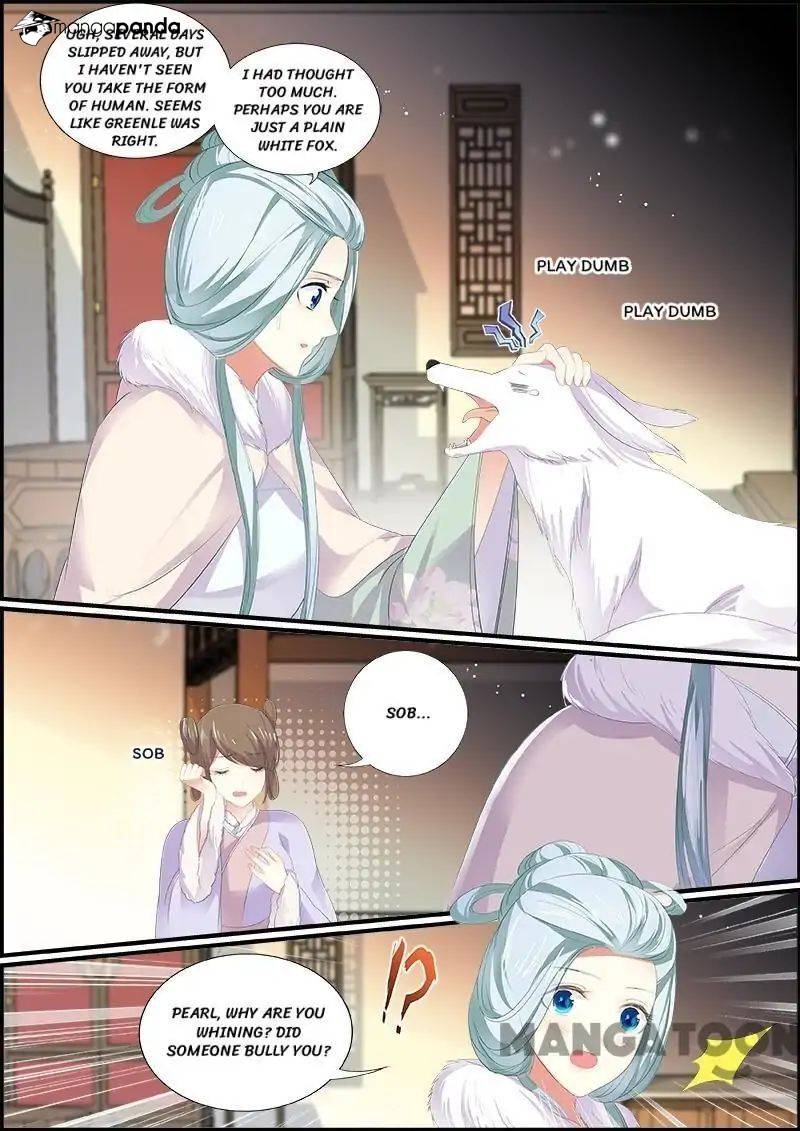 mangapanda
UGH, SEVERAL DAYS
SLIPPED AWAY, BUT
I HAVEN'T SEEN
YOU TAKE THE FORM
OF HUMAN. SEEMS
LIKE GREENLE WAS
RIGHT.
I HAD THOUGHT
TOO MUCH.
PERHAPS YOU ARE
JUST A PLAIN
WHITE FOX.
PLAY DUMB
PLAY DUMB
SOB
SOB...
!?
PEARL, WHY ARE YOU
WHINING? DID
SOMEONE BULLY YOU?
MANGATOON